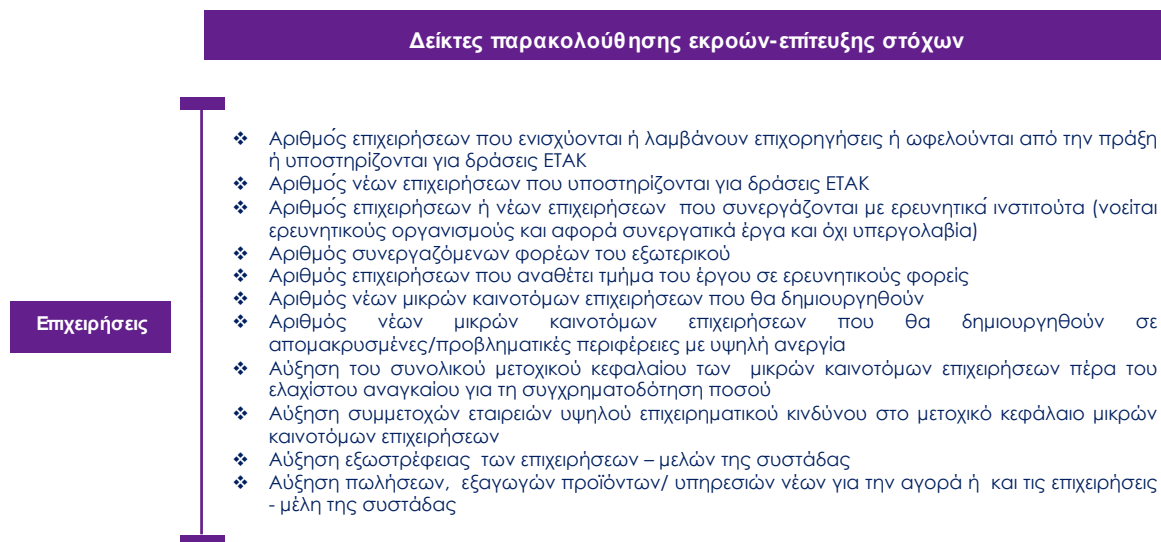 Δείκτες παρακολούθησης εκροών-επίτευξης στόχων
❖ Αριθμός επιχειρήσεων που ενισχύονται ή λαμβάνουν επιχορηγήσεις ή ωφελούνται από την πράξη
ή υποστηρίζονται για δράσεις ΕΤΑΚ
❖ Αριθμός νέων επιχειρήσεων που υποστηρίζονται για δράσεις ΕΤΑΚ
❖ Αριθμός επιχειρήσεων ή νέων επιχειρήσεων που συνεργάζονται με ερευνητικά ινστιτούτα (νοείται
ερευνητικούς οργανισμούς και αφορά συνεργατικά έργα και όχι υπεργολαβία)
❖ Αριθμός συνεργαζόμενων φορέων του εξωτερικού
❖ Αριθμός επιχειρήσεων που αναθέτει τμήμα του έργου σε ερευνητικούς φορείς
❖ Αριθμός νέων μικρών καινοτόμων επιχειρήσεων που θα δημιουργηθούν
Επιχειρήσεις
❖ Αριθμός νέων μικρών καινοτόμων επιχειρήσεων που θα δημιουργηθούν σε
απομακρυσμένες/προβληματικές περιφέρειες με υψηλή ανεργία
❖ Αύξηση του συνολικού μετοχικού κεφαλαίου των μικρών καινοτόμων επιχειρήσεων πέρα του
ελαχίστου αναγκαίου για τη συγχρηματοδότηση ποσού
❖ Αύξηση συμμετοχών εταιρειών υψηλού επιχειρηματικού κινδύνου στο μετοχικό κεφάλαιο μικρών
καινοτόμων επιχειρήσεων
❖ Αύξηση εξωστρέφειας των επιχειρήσεων – μελών της συστάδας
❖ Αύξηση πωλήσεων, εξαγωγών προϊόντων/ υπηρεσιών νέων για την αγορά ή και τις επιχειρήσεις
- μέλη της συστάδας